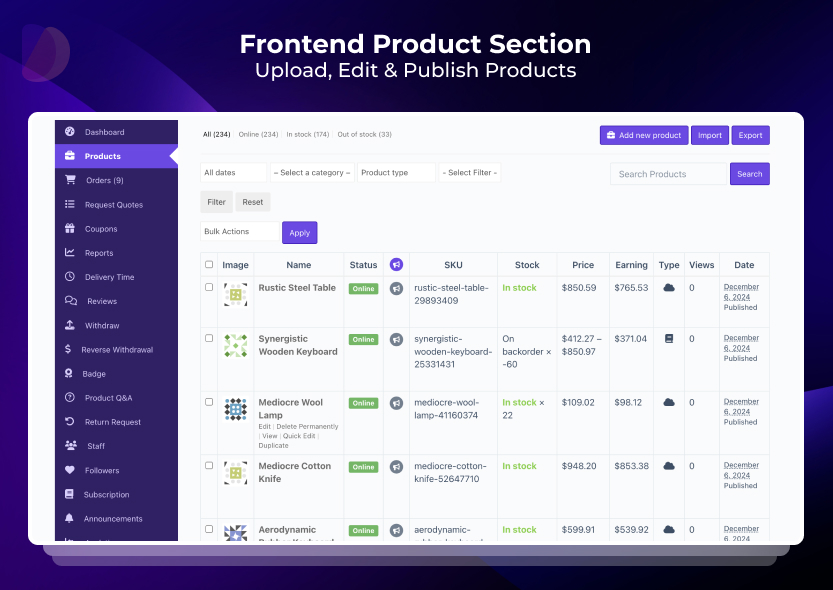 Frontend Product Section
Upload, Edit & Publish Products
Dashboard
Products
Orders (9)
Request Quotes
Coupons
Reports
Delivery Time
Reviews
Withdraw
Reverse Withdrawal
Badge
Product Q&A
Return Request
Staff
Followers
Subscription
Announcements
All (234) Online (234) In stock (174) Out of stock (33)
Add new product Import Export
All dates – Select a category – Product type - Select Filter - Search Products Search
Filter Reset
Bulk Actions Apply
Image Name Status SKU Stock Price Earning Type Views Date
Rustic Steel Table Online rustic-steel-table- In stock $850.59 $765.53 0 December
29893409 6, 2024
Published
Synergistic Online synergistic- On $412.27 – $371.04 0 December
Wooden Keyboard wooden-keyboard- backorder × $850.97 6, 2024
25331431 -60 Published
Mediocre Wool Online mediocre-wool- In stock × $109.02 $98.12 0 December
Lamp lamp-41160374 22 6, 2024
Published
Edit | Delete Permanently
| View | Quick Edit |
Duplicate
Mediocre Cotton Online mediocre-cotton- In stock $948.20 $853.38 0 December
Knife knife-52647710 6, 2024
Published
Aerodynamic Online aerodynamic- In stock $599.91 $539.92 0 December
6, 2024